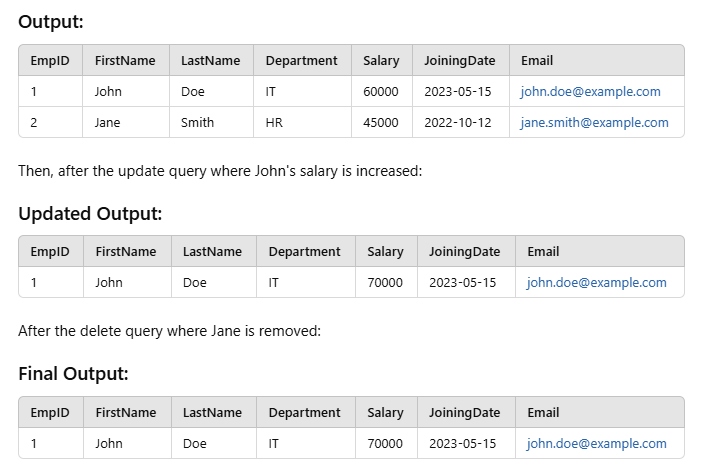 Output:
EmpID FirstName LastName Department Salary JoiningDate Email
1 John Doe IT 60000 2023-05-15 john.doe@example.com
2 Jane Smith HR 45000 2022-10-12 jane.smith@example.com
Then, after the update query where John's salary is increased:
Updated Output:
EmpID FirstName LastName Department Salary JoiningDate Email
1 John Doe IT 70000 2023-05-15 john.doe@example.com
After the delete query where Jane is removed:
Final Output:
EmpID FirstName LastName Department Salary JoiningDate Email
1 John Doe IT 70000 2023-05-15 john.doe@example.com